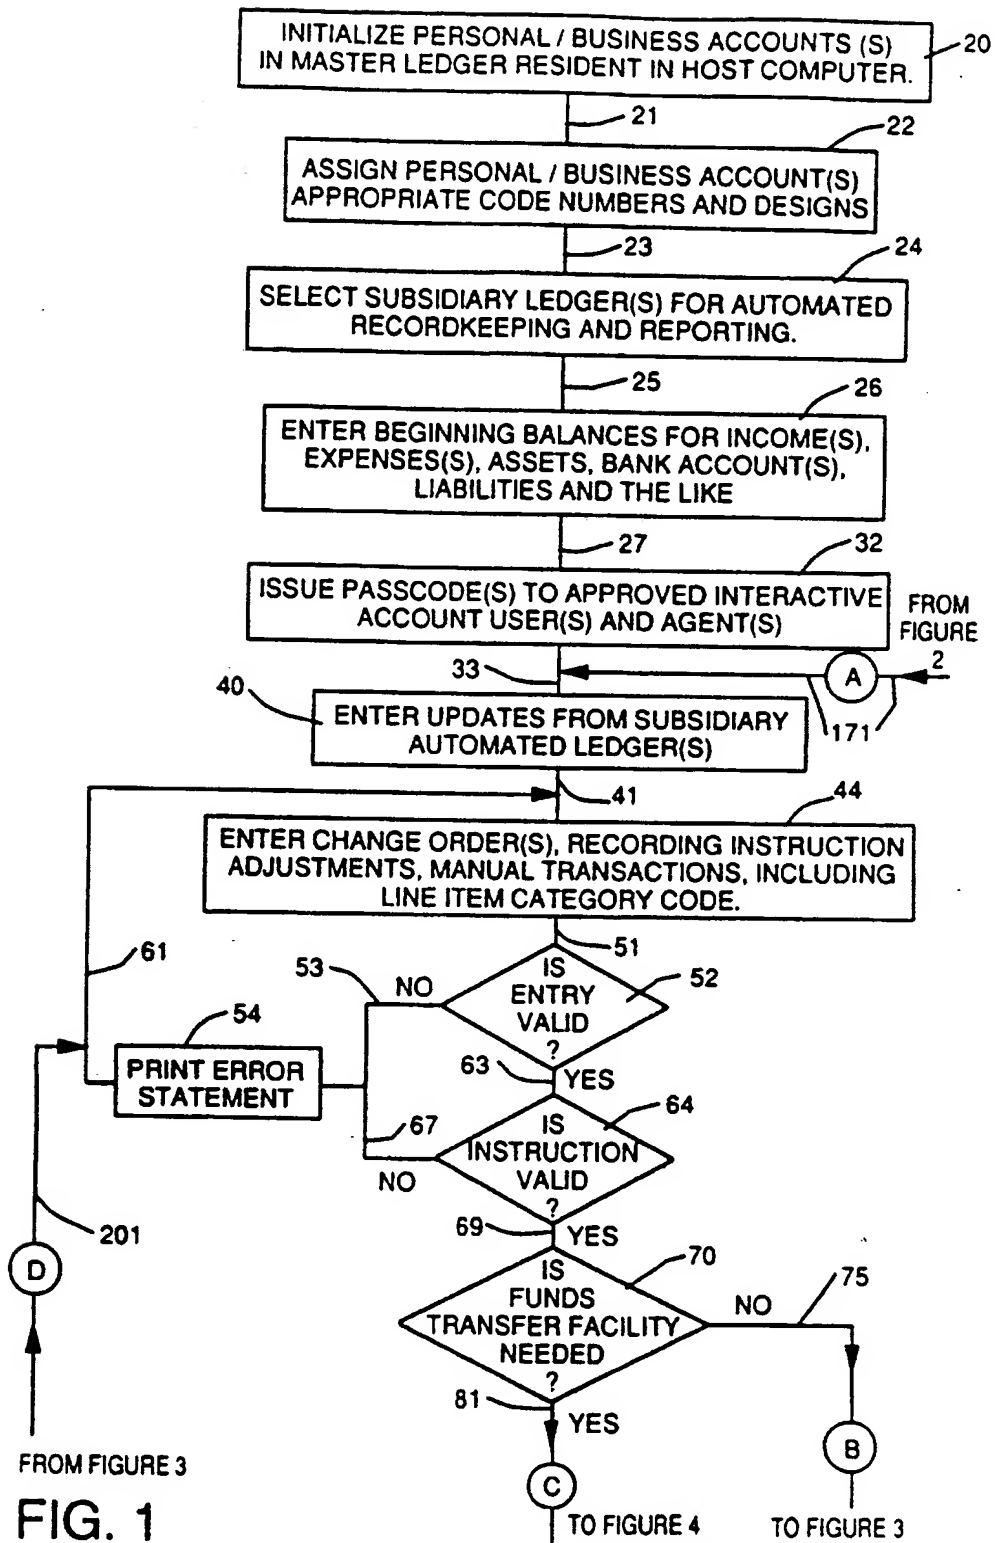 INITIALIZE PERSONAL / BUSINESS ACCOUNTS (S)
IN MASTER LEDGER RESIDENT IN HOST COMPUTER.
20
21
22
ASSIGN PERSONAL / BUSINESS ACCOUNT(S)
APPROPRIATE CODE NUMBERS AND DESIGNS
23
24
SELECT SUBSIDIARY LEDGER(S) FOR AUTOMATED
RECORDKEEPING AND REPORTING.
25
26
ENTER BEGINNING BALANCES FOR INCOME(S),
EXPENSES(S), ASSETS, BANK ACCOUNT(S),
LIABILITIES AND THE LIKE
27
32
ISSUE PASSCODE(S) TO APPROVED INTERACTIVE
ACCOUNT USER(S) AND AGENT(S)
FROM
FIGURE
2
33
A
171
40
ENTER UPDATES FROM SUBSIDIARY
AUTOMATED LEDGER(S)
41
44
ENTER CHANGE ORDER(S), RECORDING INSTRUCTION
ADJUSTMENTS, MANUAL TRANSACTIONS, INCLUDING
LINE ITEM CATEGORY CODE.
51
61
53
NO
IS
ENTRY
VALID
?
52
54
PRINT ERROR
STATEMENT
63
YES
64
67
NO
IS
INSTRUCTION
VALID
?
201
D
69
YES
70
IS
FUNDS
TRANSFER FACILITY
NEEDED
?
NO
75
81
YES
B
C
FROM FIGURE 3
TO FIGURE 4
TO FIGURE 3
FIG. 1